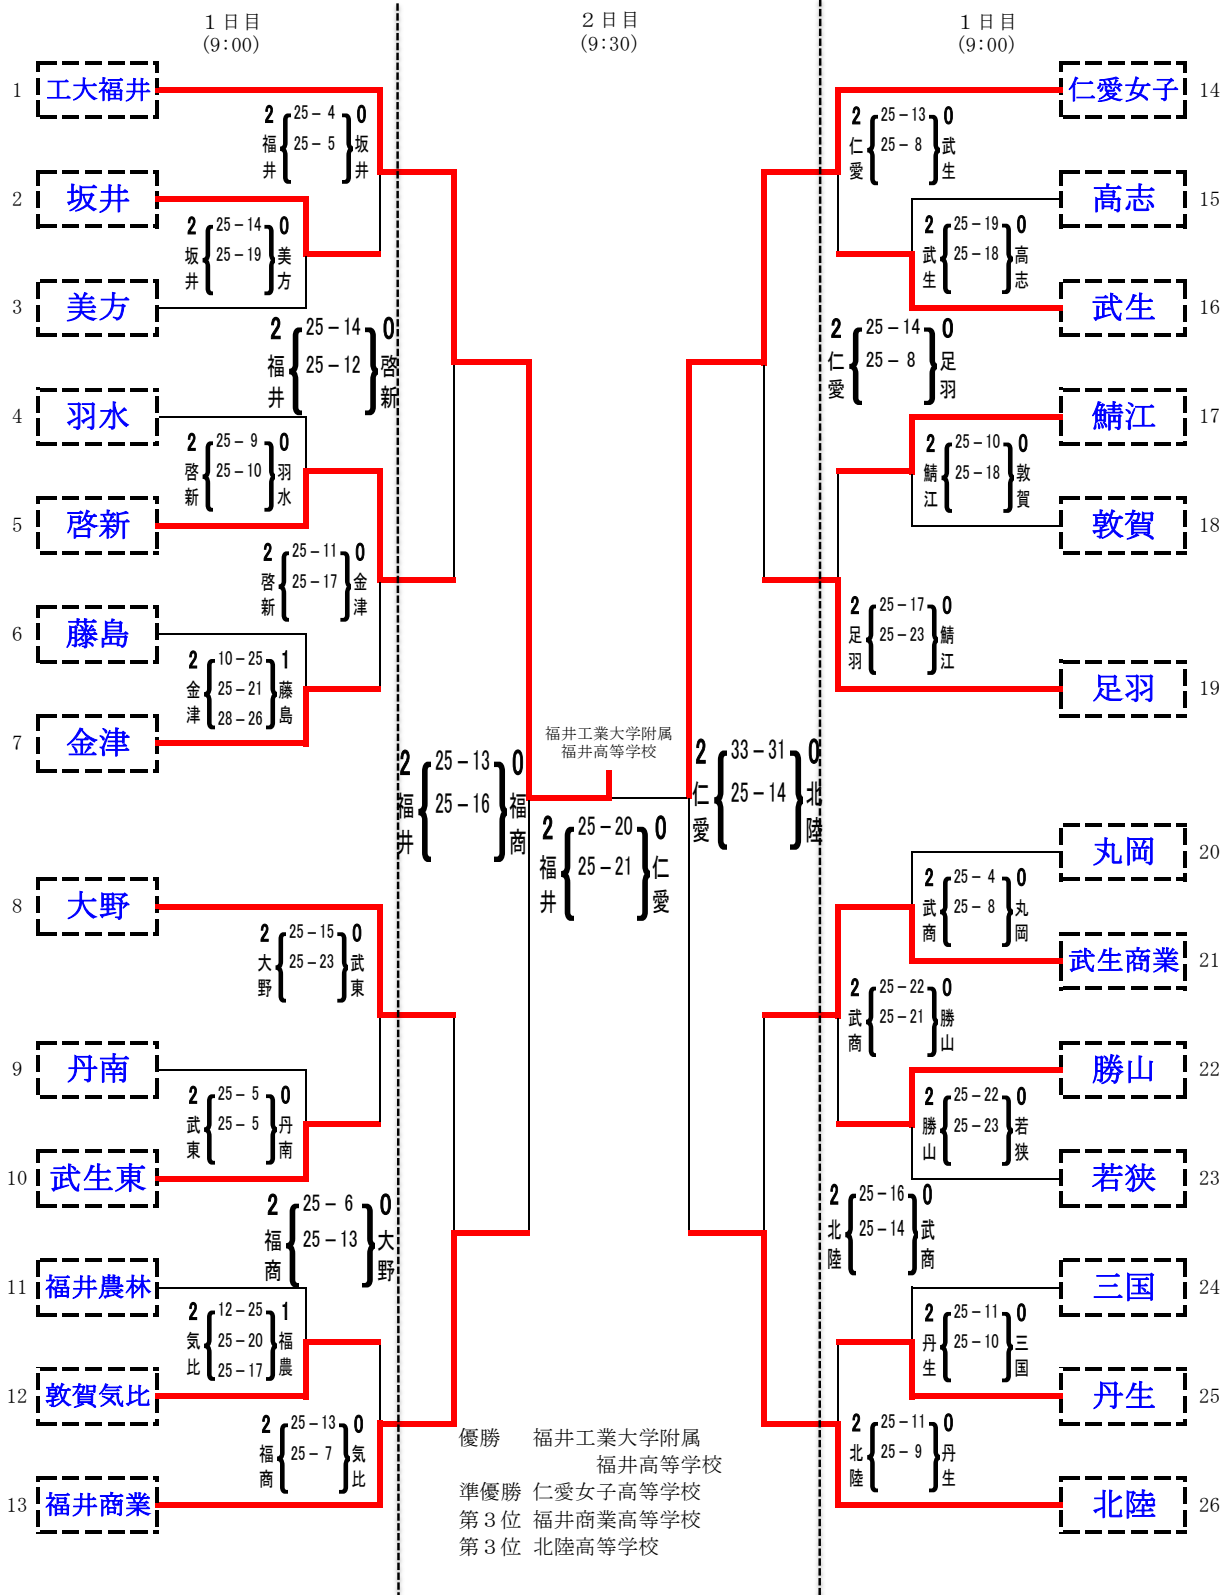 1日目
(9:00)
2日目
(9:30)
1日目
(9:00)
1 工大福井
2 25－4 0
福井 25－5 坂井
2 坂井
2 25－14 0
坂井 25－19 美方
3 美方
2 25－14 0
福井 25－12 啓新
4 羽水
2 25－9 0
啓新 25－10 羽水
5 啓新
2 25－11 0
啓新 25－17 金津
6 藤島
2 10－25 1
金津 25－21 藤島
28－26
7 金津
2 25－13 0
福井 25－16 福商
8 大野
2 25－15 0
大野 25－23 武東
9 丹南
2 25－5 0
武東 25－5 丹南
10 武生東
2 25－6 0
福商 25－13 大野
11 福井農林
2 12－25 1
気比 25－20 福農
25－17
12 敦賀気比
2 25－13 0
福商 25－7 気比
13 福井商業
福井工業大学附属
福井高等学校
2 25－20 0
福井 25－21 仁愛
仁愛女子 14
2 25－13 0
仁愛 25－8 武生
高志 15
2 25－19 0
武生 25－18 高志
武生 16
2 25－14 0
仁愛 25－8 足羽
鯖江 17
2 25－10 0
鯖江 25－18 敦賀
敦賀 18
2 25－17 0
足羽 25－23 鯖江
足羽 19
2 33－31 0
仁愛 25－14 北陸
丸岡 20
2 25－4 0
武商 25－8 丸岡
武生商業 21
2 25－22 0
武商 25－21 勝山
勝山 22
2 25－22 0
勝山 25－23 若狭
若狭 23
2 25－16 0
北陸 25－14 武商
三国 24
2 25－11 0
丹生 25－10 三国
丹生 25
2 25－11 0
北陸 25－9 丹生
北陸 26
優勝 福井工業大学附属
福井高等学校
準優勝 仁愛女子高等学校
第3位 福井商業高等学校
第3位 北陸高等学校